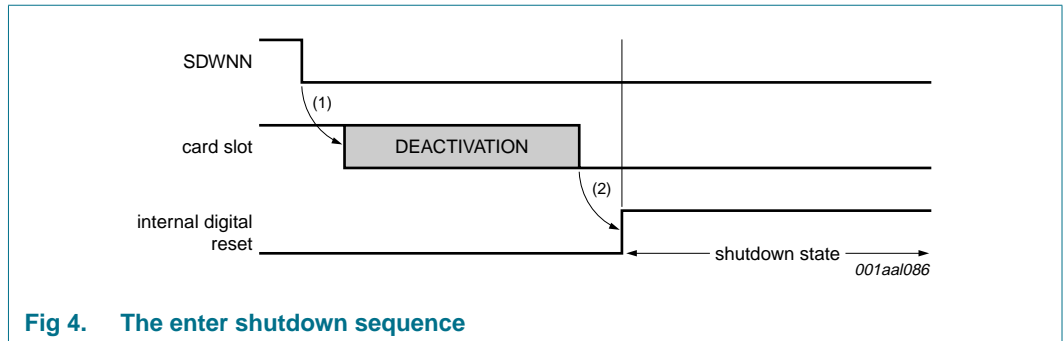 SDWNN
(1)
card slot
DEACTIVATION
(2)
internal digital
reset
shutdown state
001aal086
Fig 4. The enter shutdown sequence